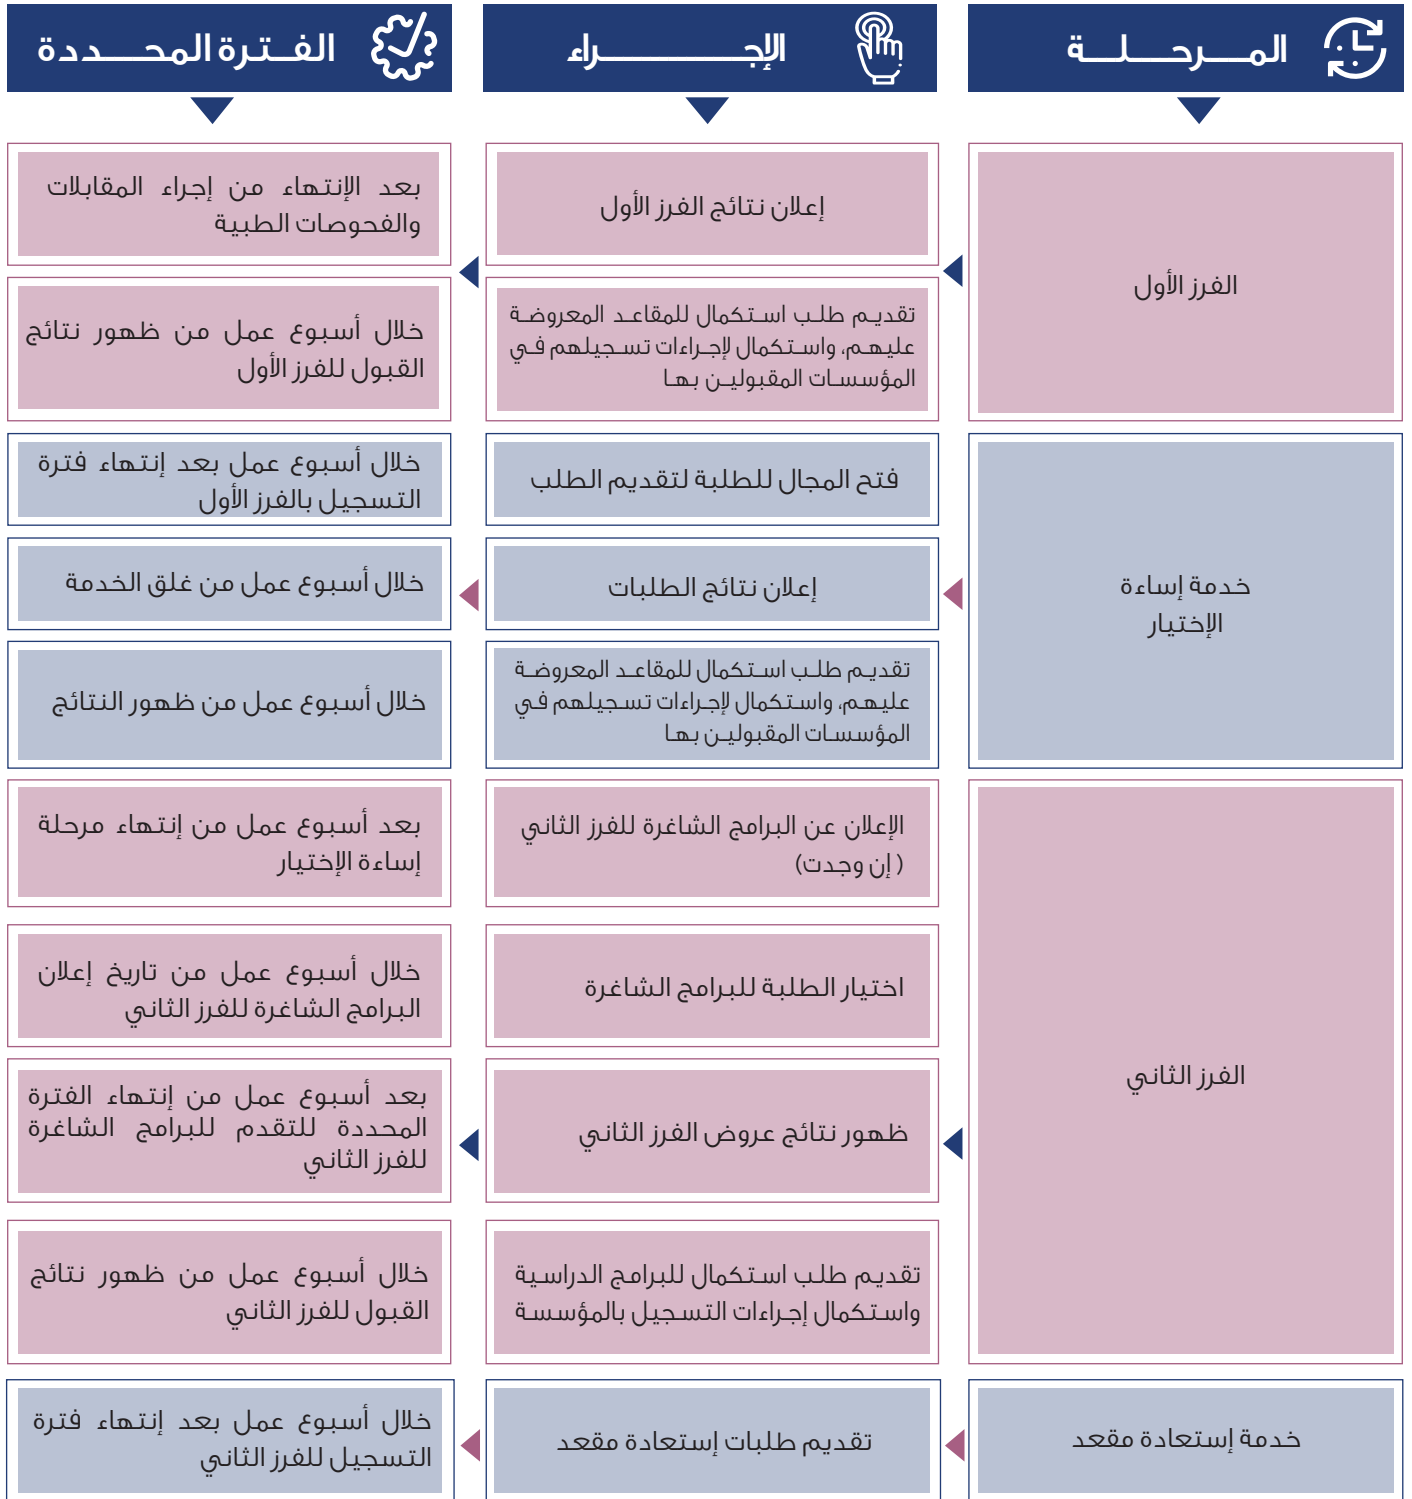 المرحلة
الإجراء
الفترة المحددة
الفرز الأول
إعلان نتائج الفرز الأول
بعد الإنتهاء من إجراء المقابلات
والفحوصات الطبية
تقديم طلب استكمال للمقاعد المعروضة
عليهم، واستكمال لإجراءات تسجيلهم في
المؤسسات المقبولين بها
خلال أسبوع عمل من ظهور نتائج
القبول للفرز الأول
خدمة إساءة
الإختيار
فتح المجال للطلبة لتقديم الطلب
خلال أسبوع عمل بعد إنتهاء فترة
التسجيل بالفرز الأول
إعلان نتائج الطلبات
خلال أسبوع عمل من غلق الخدمة
تقديم طلب استكمال للمقاعد المعروضة
عليهم، واستكمال لإجراءات تسجيلهم في
المؤسسات المقبولين بها
خلال أسبوع عمل من ظهور النتائج
الفرز الثاني
الإعلان عن البرامج الشاغرة للفرز الثاني
( إن وجدت)
بعد أسبوع عمل من إنتهاء مرحلة
إساءة الإختيار
اختيار الطلبة للبرامج الشاغرة
خلال أسبوع عمل من تاريخ إعلان
البرامج الشاغرة للفرز الثاني
ظهور نتائج عروض الفرز الثاني
بعد أسبوع عمل من إنتهاء الفترة
المحددة للتقدم للبرامج الشاغرة
للفرز الثاني
تقديم طلب استكمال للبرامج الدراسية
واستكمال إجراءات التسجيل بالمؤسسة
خلال أسبوع عمل من ظهور نتائج
القبول للفرز الثاني
خدمة إستعادة مقعد
تقديم طلبات إستعادة مقعد
خلال أسبوع عمل بعد إنتهاء فترة
التسجيل للفرز الثاني